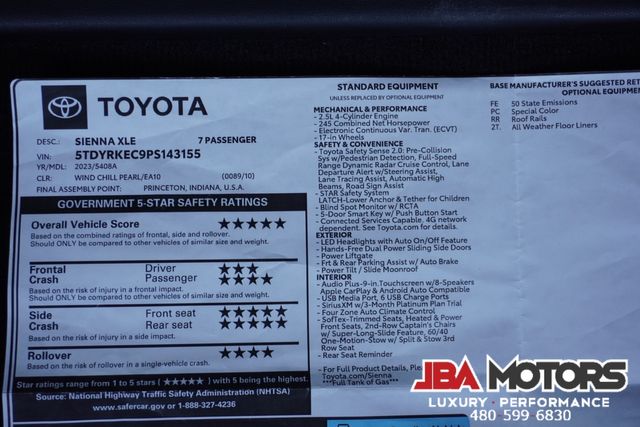 TOYOTA
DESC.: SIENNA XLE 7 PASSENGER
VIN: 5TDYRKEC9PS143155
YR/MDL: 2023/5408A
CLR: WIND CHILL PEARL/EA10 (0089/10)
FINAL ASSEMBLY POINT: PRINCETON, INDIANA, U.S.A.
GOVERNMENT 5-STAR SAFETY RATINGS
Overall Vehicle Score ★★★★★
Based on the combined ratings of frontal, side and rollover.
Should ONLY be compared to other vehicles of similar size and weight.
Frontal Driver ★★★
Crash Passenger ★★★★
Based on the risk of injury in a frontal impact.
Should ONLY be compared to other vehicles of similar size and weight.
Side Front seat ★★★★★
Crash Rear seat ★★★★★
Based on the risk of injury in a side impact.
Rollover ★★★★
Based on the risk of rollover in a single-vehicle crash.
Star ratings range from 1 to 5 stars (★★★★★) with 5 being the highest.
Source: National Highway Traffic Safety Administration (NHTSA)
www.safercar.gov or 1-888-327-4236
STANDARD EQUIPMENT
UNLESS REPLACED BY OPTIONAL EQUIPMENT
MECHANICAL & PERFORMANCE
- 2.5L 4-Cylinder Engine
- 245 Combined Net Horsepower
- Electronic Continuous Var. Tran. (ECVT)
- 17-in Wheels
SAFETY & CONVENIENCE
- Toyota Safety Sense 2.0: Pre-Collision
Sys w/Pedestrian Detection, Full-Speed
Range Dynamic Radar Cruise Control, Lane
Departure Alert w/Steering Assist,
Lane Tracing Assist, Automatic High
Beams, Road Sign Assist
- STAR Safety System
LATCH-Lower Anchor & Tether for Children
- Blind Spot Monitor w/ RCTA
- 5-Door Smart Key w/ Push Button Start
- Connected Services Capable. 4G network
dependent. See Toyota.com for details.
EXTERIOR
- LED Headlights with Auto On/Off Feature
- Hands-Free Dual Power Sliding Side Doors
- Power Liftgate
- Frt & Rear Parking Assist w/ Auto Brake
- Power Tilt / Slide Moonroof
INTERIOR
- Audio Plus-9-in.Touchscreen w/8-Speakers
Apple CarPlay & Android Auto Compatible
- USB Media Port, 6 USB Charge Ports
- SiriusXM w/3-Month Platinum Plan Trial
- Four Zone Auto Climate Control
- SofTex-Trimmed Seats, Heated & Power
Front Seats, 2nd-Row Captain's Chairs
w/ Super-Long-Slide Feature, 60/40
One-Motion-Stow w/ Split & Stow 3rd
Row Seat
- Rear Seat Reminder
- For Full Product Details, Please
Toyota.com/Sienna
**Full Tank of Gas**
BASE MANUFACTURER'S SUGGESTED RET
OPTIONAL EQUIPMEN
FE 50 State Emissions
PC Special Color
RR Roof Rails
2T. All Weather Floor Liners
JBA MOTORS
LUXURY · PERFORMANCE
480·599·6830